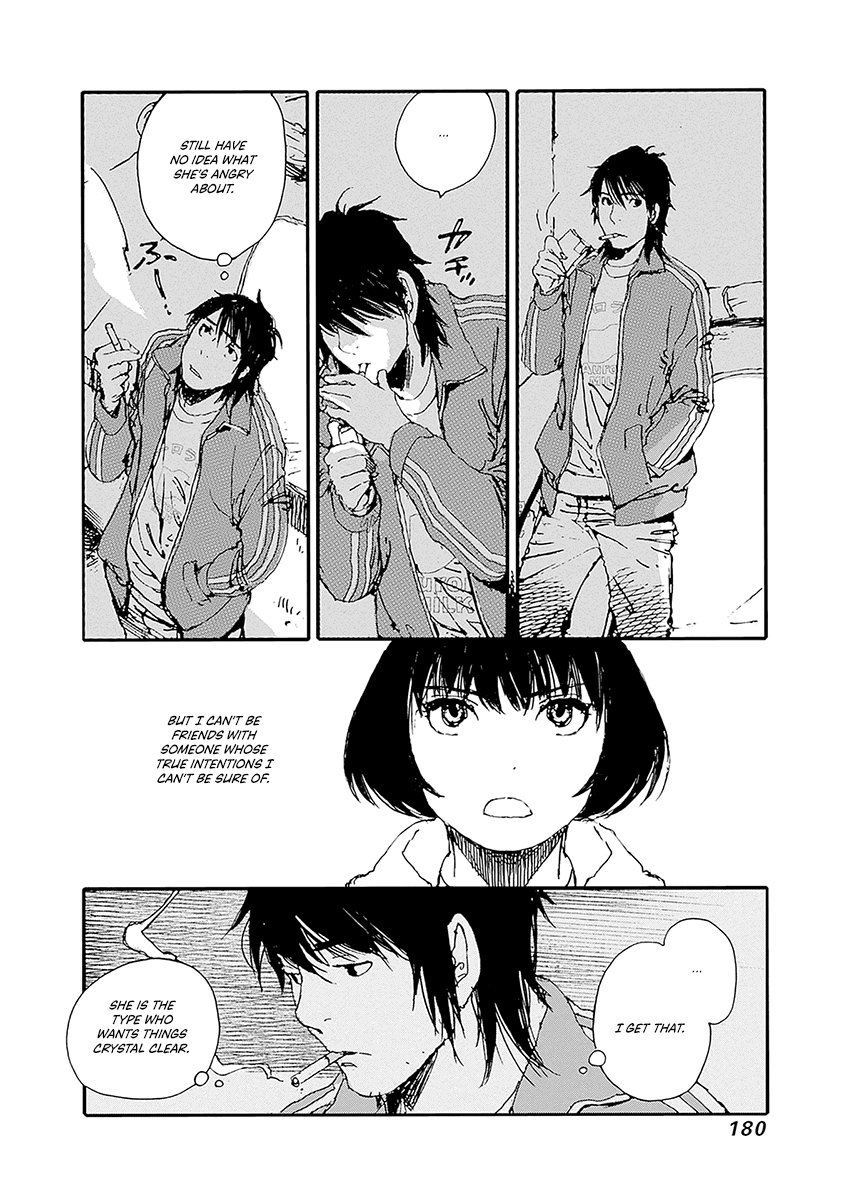 ...
カチッ
STILL HAVE
NO IDEA WHAT
SHE'S ANGRY
ABOUT.
ふー
BUT I CAN'T BE
FRIENDS WITH
SOMEONE WHOSE
TRUE INTENTIONS I
CAN'T BE SURE OF.
...
I GET THAT.
SHE IS THE
TYPE WHO
WANTS THINGS
CRYSTAL CLEAR.
180